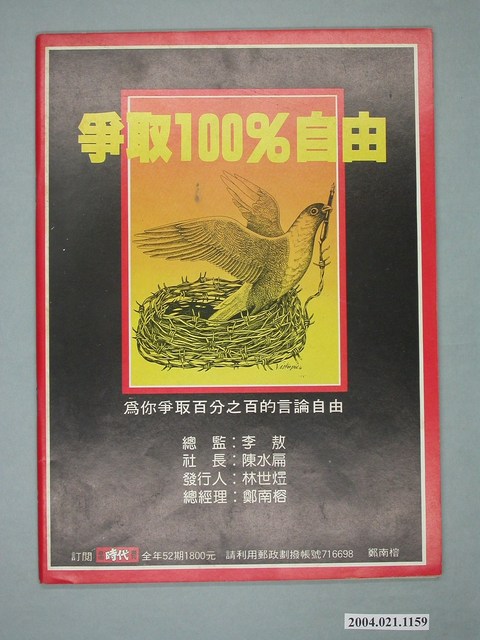 爭取100%自由
為你爭取百分之百的言論自由
總 監：李 敖
社 長：陳水扁
發行人：林世煜
總經理：鄭南榕
訂閱 時代 全年52期1800元 請利用郵政劃撥帳號716698 鄭南榕
2004.021.1159